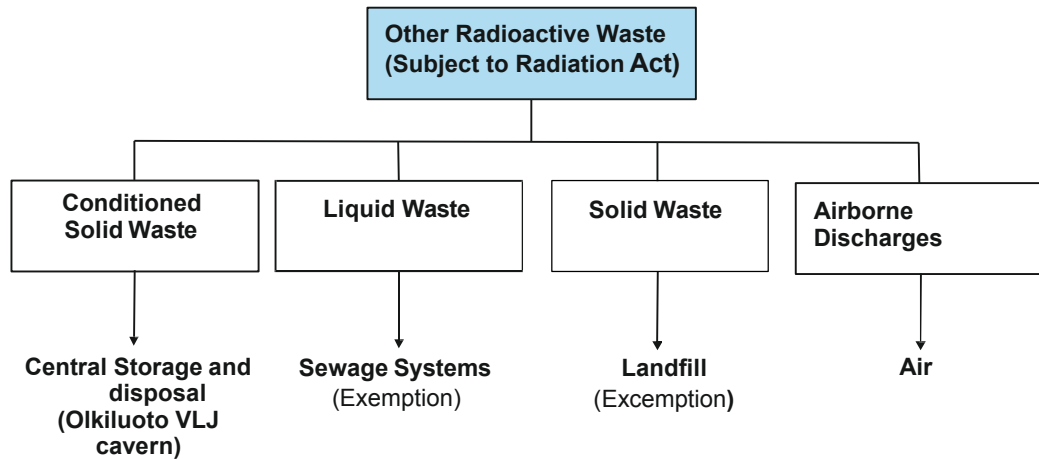 Other Radioactive Waste
(Subject to Radiation Act)
Conditioned
Solid Waste
Liquid Waste
Solid Waste
Airborne
Discharges
Central Storage and
disposal
(Olkiluoto VLJ
cavern)
Sewage Systems
(Exemption)
Landfill
(Excemption)
Air